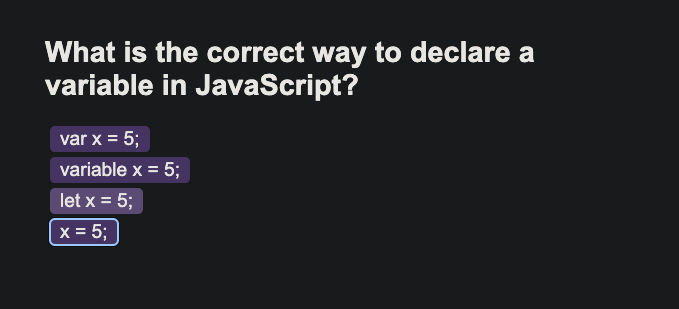 What is the correct way to declare a
variable in JavaScript?
var x = 5;
variable x = 5;
let x = 5;
x = 5;